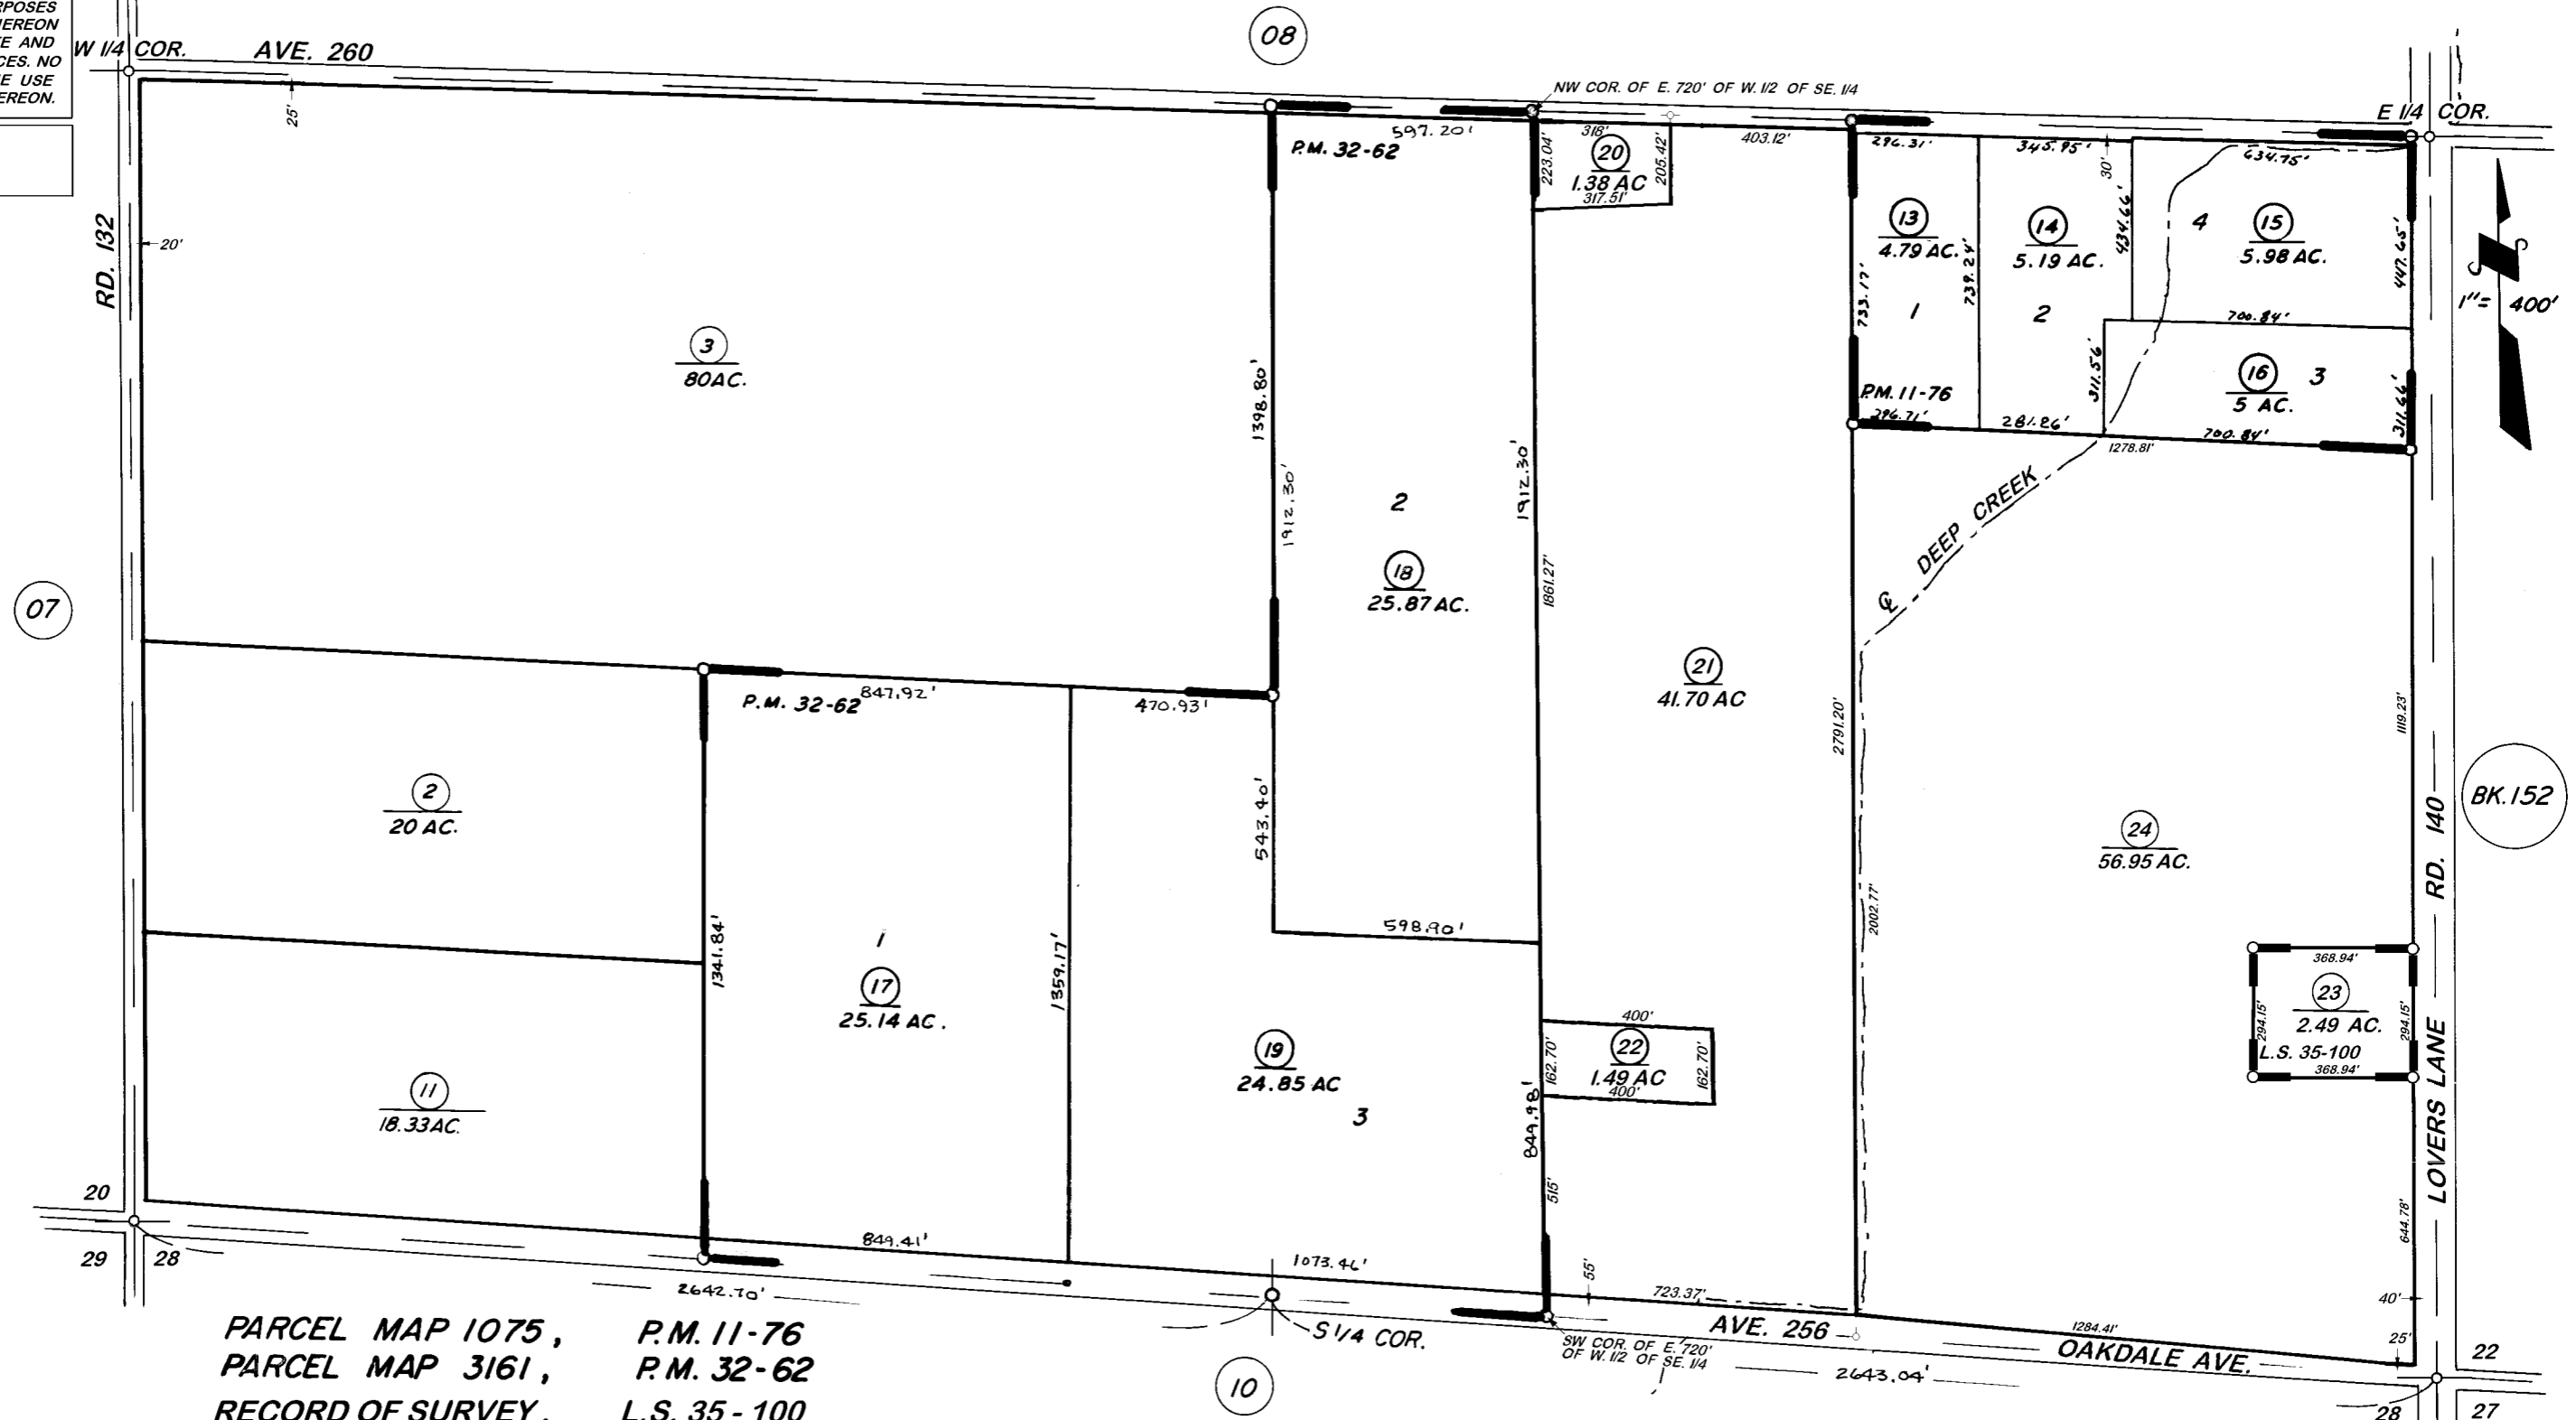 RPOSES
HEREON
E AND
CES. NO
E USE
EREON.
W 1/4 COR.
AVE. 260
08
NW COR. OF E. 720' OF W. 1/2 OF SE. 1/4
E 1/4 COR.
25'
597.20'
P.M. 32-62
318'
223.04'
20
1.38 AC
205.42'
317.51'
403.12'
296.31'
345.95'
30'
634.75'
RD. 132
20'
13
4.79 AC.
733.17'
739.24'
1
14
5.19 AC.
2
434.66'
4
15
5.98 AC.
447.65'
1"= 400'
3
80AC.
700.84'
311.56'
16
3
5 AC.
311.66'
P.M. 11-76
296.71'
281.26'
700.84'
1278.81'
1398.80'
1912.30'
2
1912.30'
18
25.87 AC.
1861.27'
DEEP CREEK
07
21
41.70 AC
2791.20'
847.92'
P.M. 32-62
470.93'
1119.23'
2
20 AC.
543.40'
24
56.95 AC.
BK. 152
RD. 140
2002.77'
598.90'
1341.84'
1
17
25.14 AC.
1359.17'
368.94'
294.15'
23
2.49 AC.
294.15'
L.S. 35-100
368.94'
LOVERS LANE
19
24.85 AC
3
400'
162.70'
22
1.49 AC
162.70'
400'
849.98'
11
18.33AC.
515'
644.78'
20
29
28
849.41'
2642.70'
1073.46'
55'
723.37'
40'
25'
S 1/4 COR.
SW COR. OF E. 720'
OF W. 1/2 OF SE. 1/4
AVE. 256
1284.41'
OAKDALE AVE.
2643.04'
22
28
27
10
PARCEL MAP 1075, P.M. 11-76
PARCEL MAP 3161, P.M. 32-62
RECORD OF SURVEY, L.S. 35-100